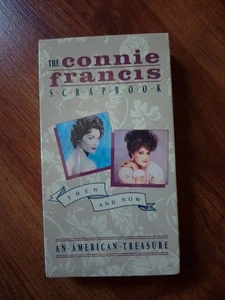 THE connie
francis
SCRAPBOOK
THEN
AND NOW
AN AMERICAN TREASURE